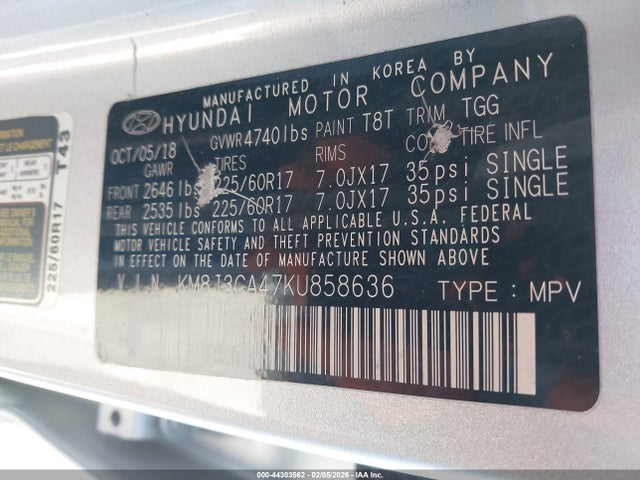 MANUFACTURED IN KOREA BY
HYUNDAI MOTOR COMPANY
OCT/05/18 GVWR 4740lbs PAINT T8T TRIM TGG
GAWR TIRES RIMS COLD TIRE INFL
FRONT 2646 lbs 225/60R17 7.0JX17 35psi SINGLE
REAR 2535 lbs 225/60R17 7.0JX17 35psi SINGLE
THIS VEHICLE CONFORMS TO ALL APPLICABLE U.S.A. FEDERAL
MOTOR VEHICLE SAFETY AND THEFT PREVENTION STANDARDS
IN EFFECT ON THE DATE OF MANUFACTURE SHOWN ABOVE
V.I.N. KM8J3CA47KU858636 TYPE : MPV
225/60R17 T43
000-44303562 - 02/05/2026 - ©IAA Inc.